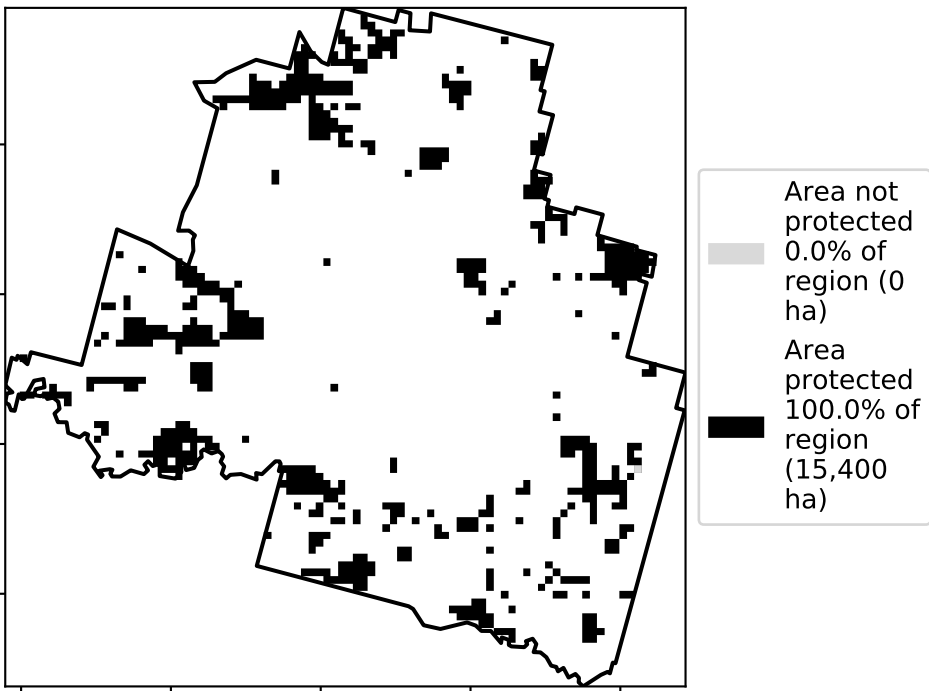 Area not
protected
0.0% of
region (0
ha)
Area
protected
100.0% of
region
(15,400
ha)